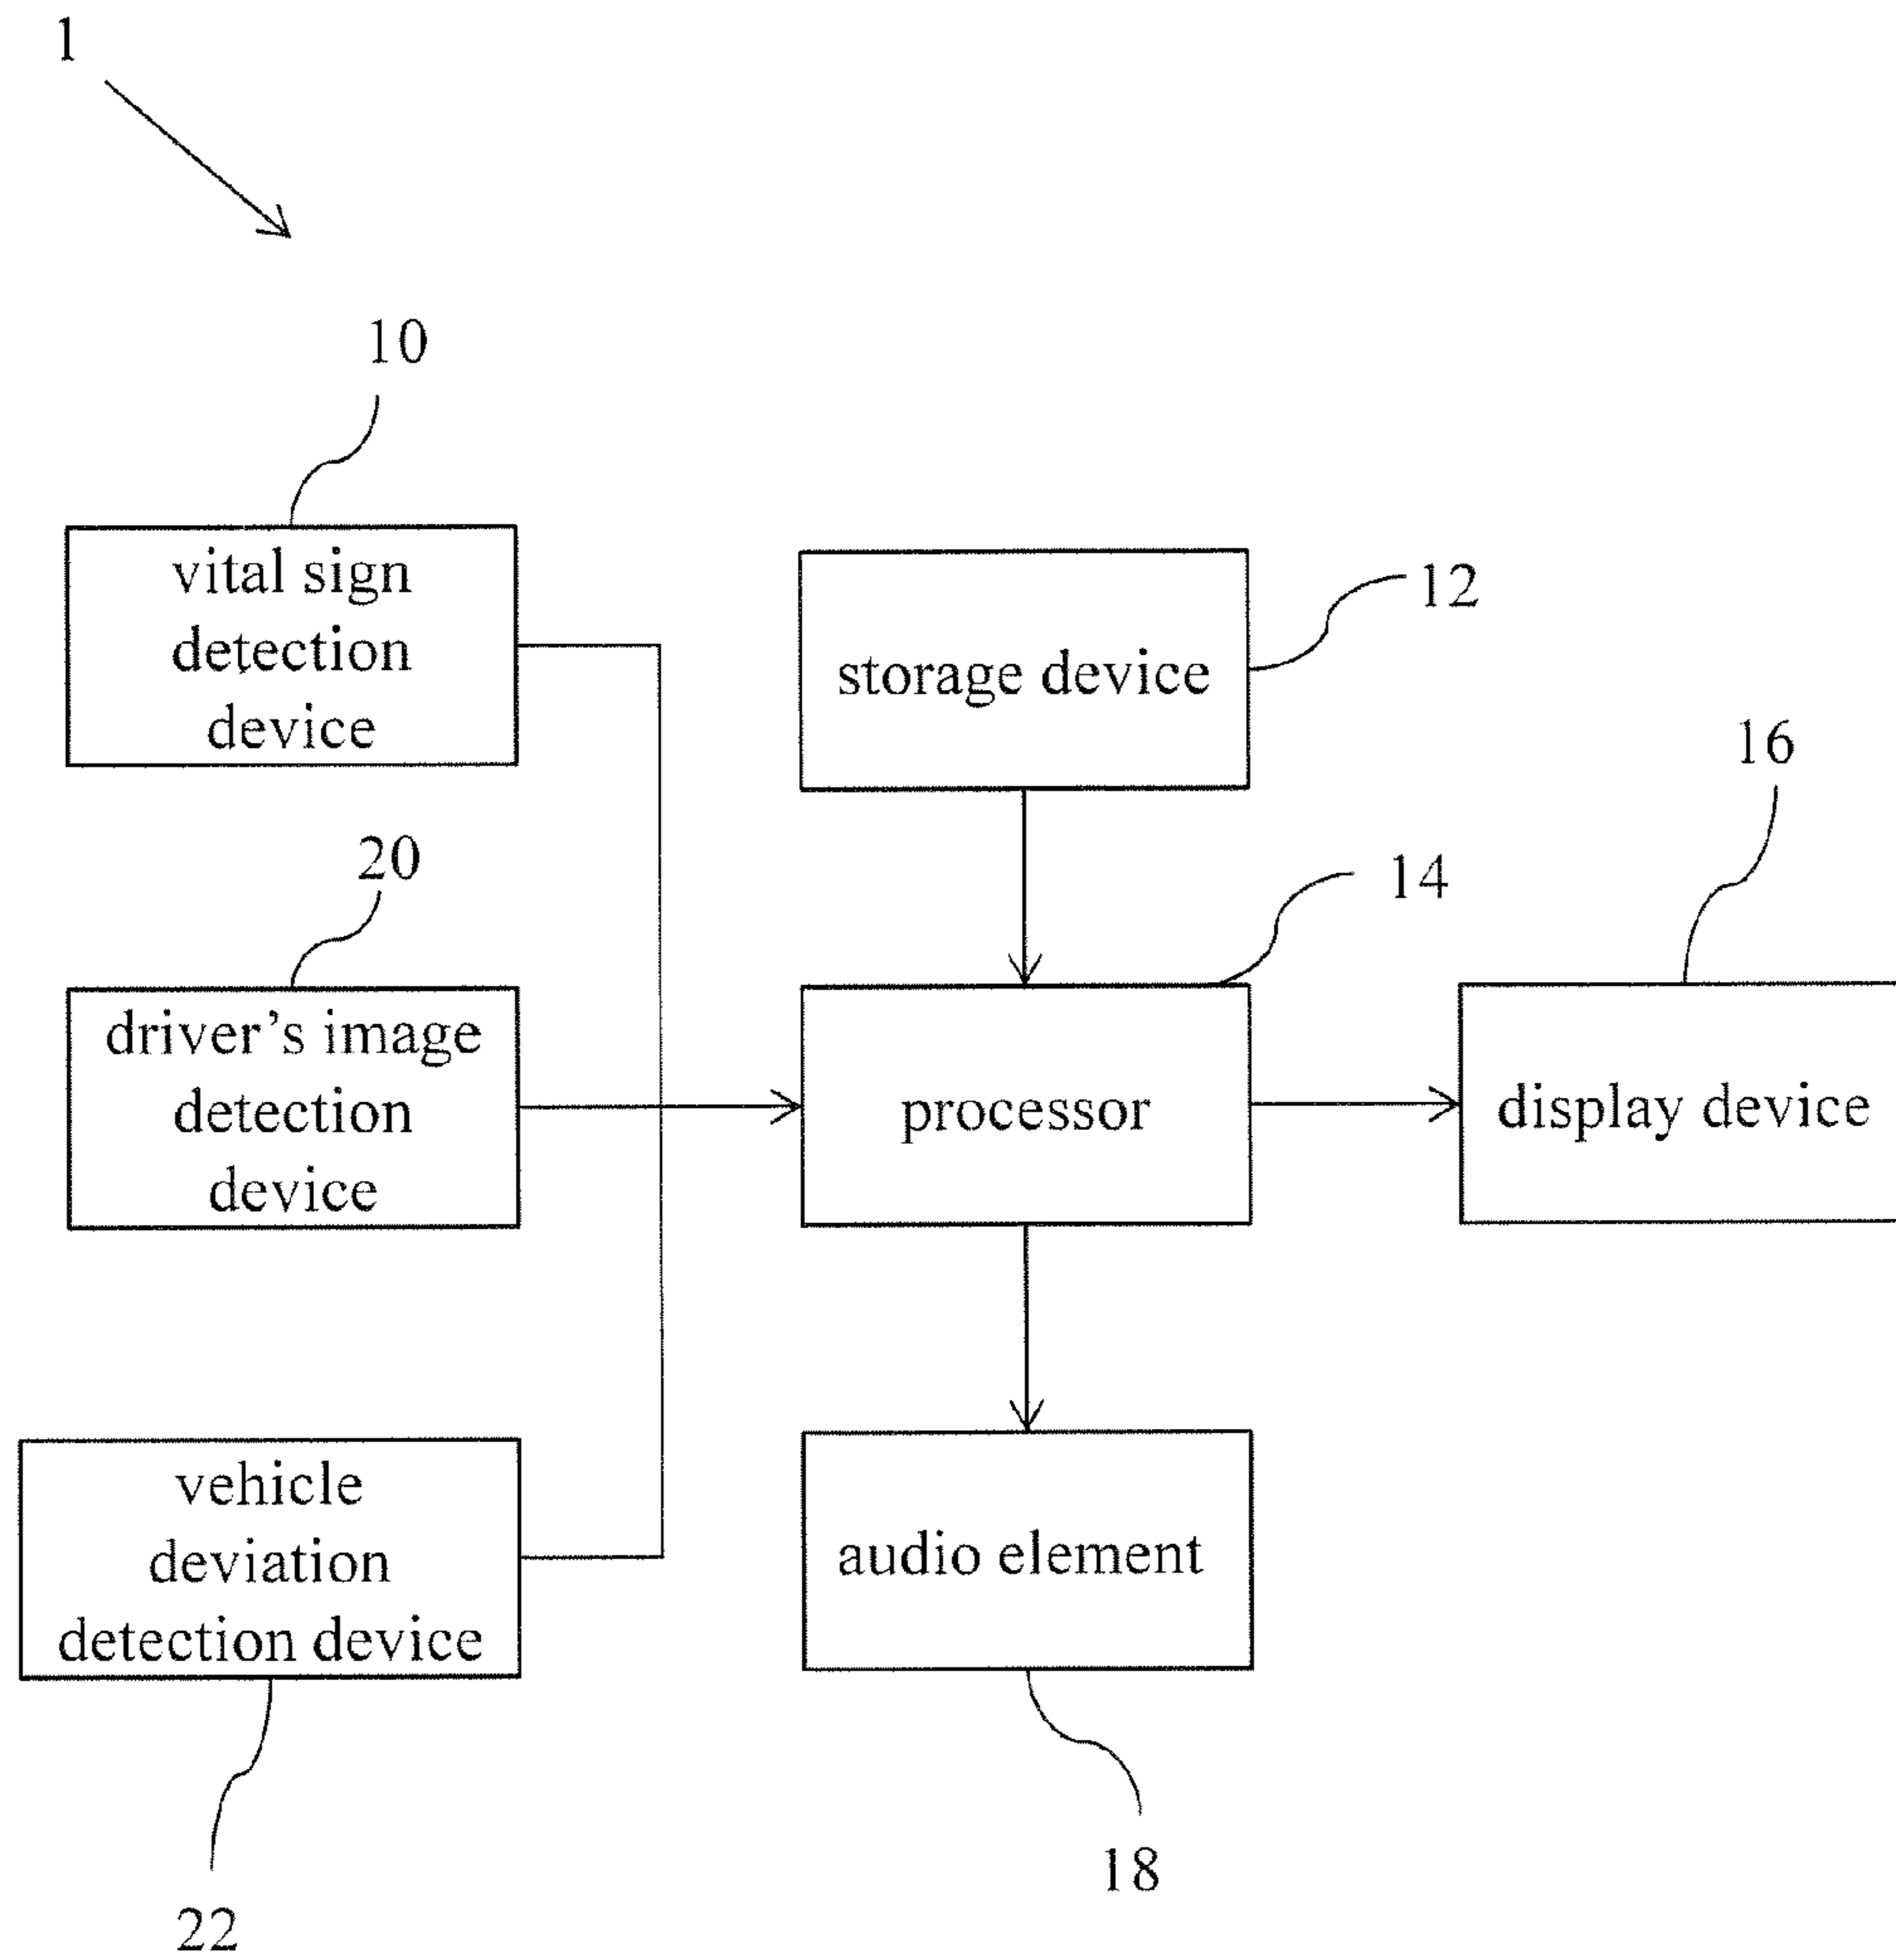 1
10
vital sign
detection
device
storage device
12
16
20
14
driver’s image
detection
device
processor
display device
vehicle
deviation
detection device
audio element
18
22